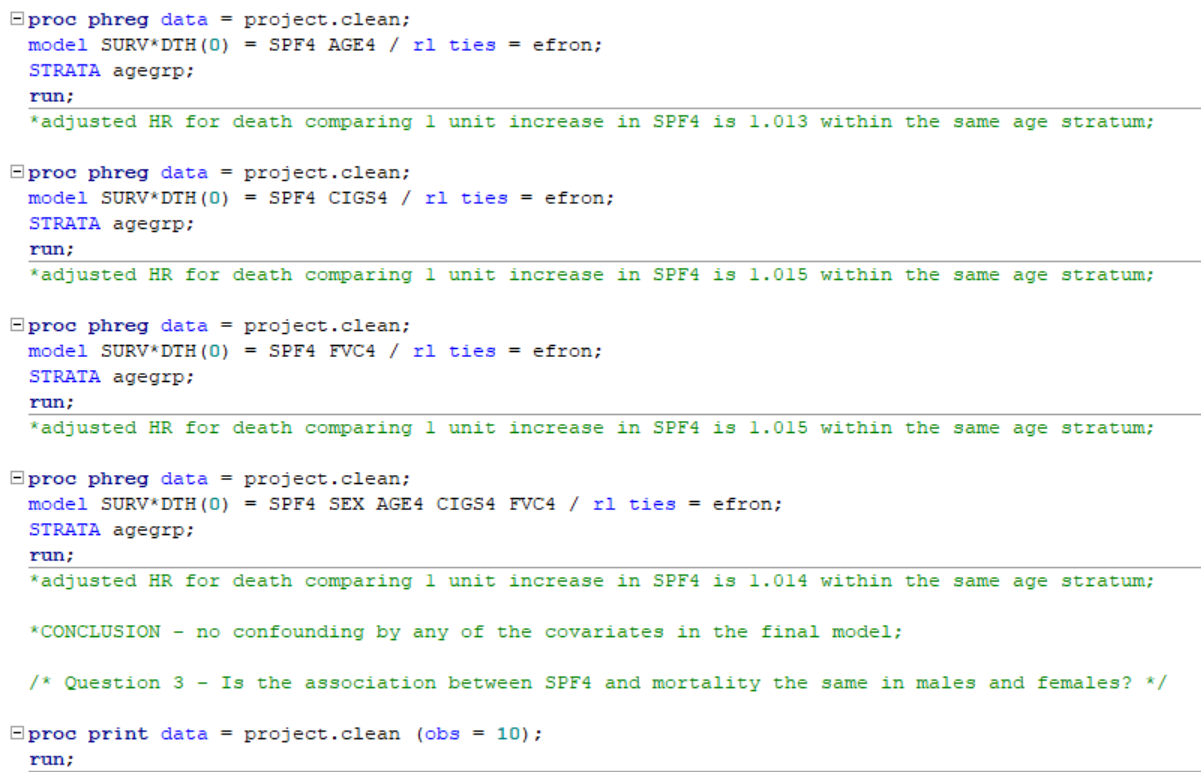 proc phreg data = project.clean;
model SURV*DTH(0) = SPF4 AGE4 / rl ties = efron;
STRATA agegrp;
run;
*adjusted HR for death comparing 1 unit increase in SPF4 is 1.013 within the same age stratum;
proc phreg data = project.clean;
model SURV*DTH(0) = SPF4 CIGS4 / rl ties = efron;
STRATA agegrp;
run;
*adjusted HR for death comparing 1 unit increase in SPF4 is 1.015 within the same age stratum;
proc phreg data = project.clean;
model SURV*DTH(0) = SPF4 FVC4 / rl ties = efron;
STRATA agegrp;
run;
*adjusted HR for death comparing 1 unit increase in SPF4 is 1.015 within the same age stratum;
proc phreg data = project.clean;
model SURV*DTH(0) = SPF4 SEX AGE4 CIGS4 FVC4 / rl ties = efron;
STRATA agegrp;
run;
*adjusted HR for death comparing 1 unit increase in SPF4 is 1.014 within the same age stratum;
*CONCLUSION - no confounding by any of the covariates in the final model;
/* Question 3 - Is the association between SPF4 and mortality the same in males and females? */
proc print data = project.clean (obs = 10);
run;